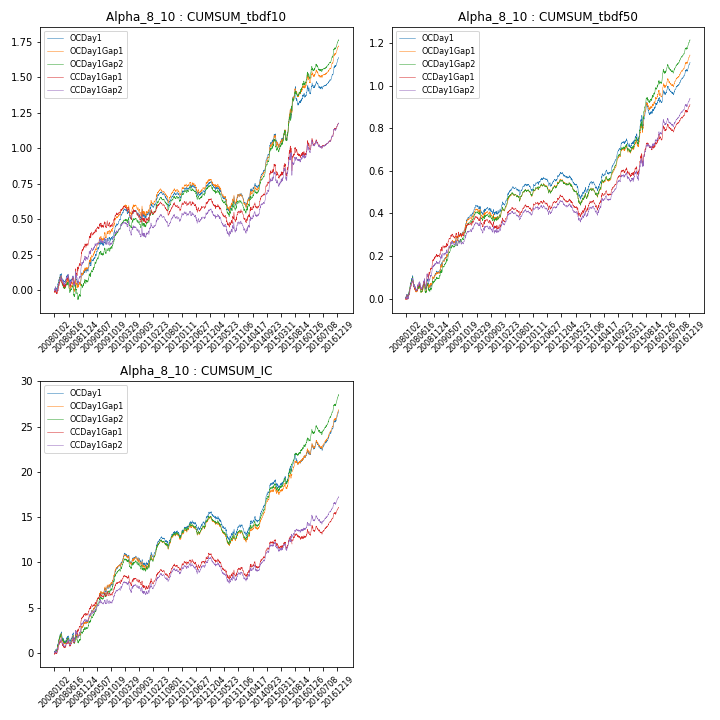 Alpha_8_10 : CUMSUM_tbdf10
1.75
1.50
1.25
1.00
0.75
0.50
0.25
0.00
OCDay1
OCDay1Gap1
OCDay1Gap2
CCDay1Gap1
CCDay1Gap2
20080102 20080616 20081124 20090507 20091019 20100329 20100903 20110223 20110801 20120111 20120627 20121204 20130523 20131106 20140417 20140923 20150311 20150814 20160126 20160708 20161219
Alpha_8_10 : CUMSUM_tbdf50
1.2
1.0
0.8
0.6
0.4
0.2
0.0
OCDay1
OCDay1Gap1
OCDay1Gap2
CCDay1Gap1
CCDay1Gap2
20080102 20080616 20081124 20090507 20091019 20100329 20100903 20110223 20110801 20120111 20120627 20121204 20130523 20131106 20140417 20140923 20150311 20150814 20160126 20160708 20161219
Alpha_8_10 : CUMSUM_IC
30
25
20
15
10
5
0
OCDay1
OCDay1Gap1
OCDay1Gap2
CCDay1Gap1
CCDay1Gap2
20080102 20080616 20081124 20090507 20091019 20100329 20100903 20110223 20110801 20120111 20120627 20121204 20130523 20131106 20140417 20140923 20150311 20150814 20160126 20160708 20161219